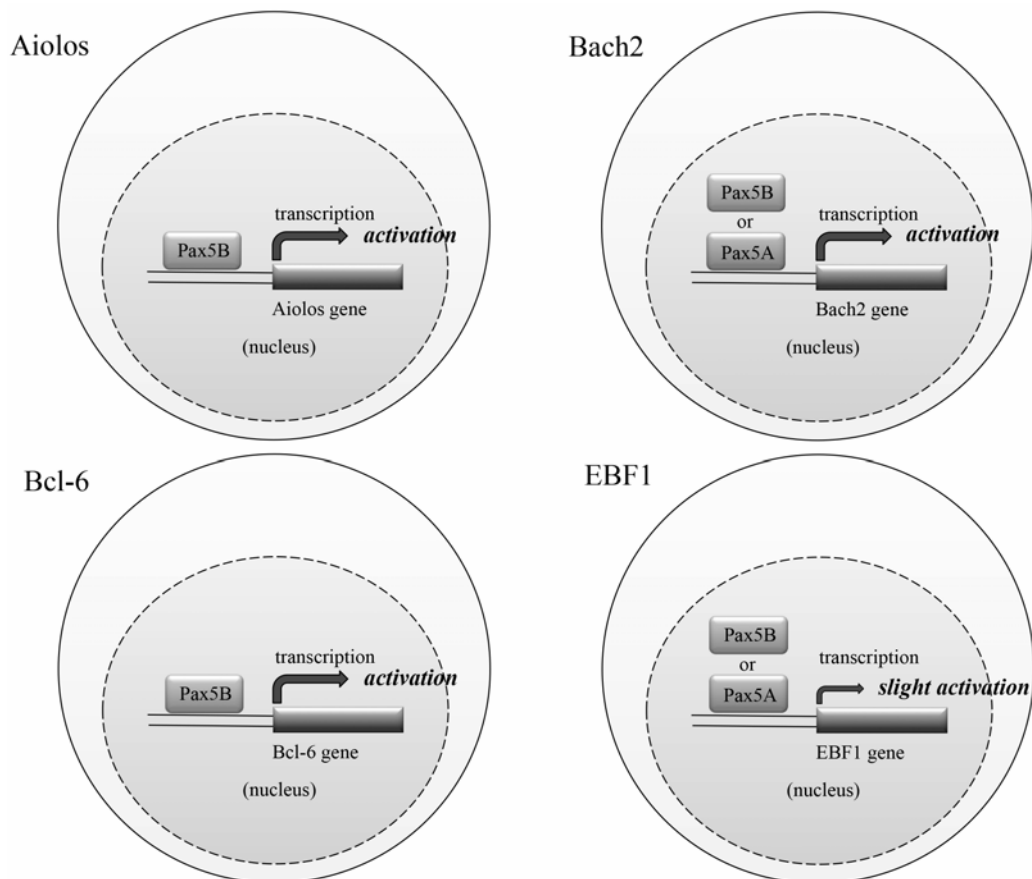 Aiolos
Pax5B
transcription
activation
Aiolos gene
(nucleus)
Bach2
Pax5B
or
Pax5A
transcription
activation
Bach2 gene
(nucleus)
Bcl-6
Pax5B
transcription
activation
Bcl-6 gene
(nucleus)
EBF1
Pax5B
or
Pax5A
transcription
slight activation
EBF1 gene
(nucleus)